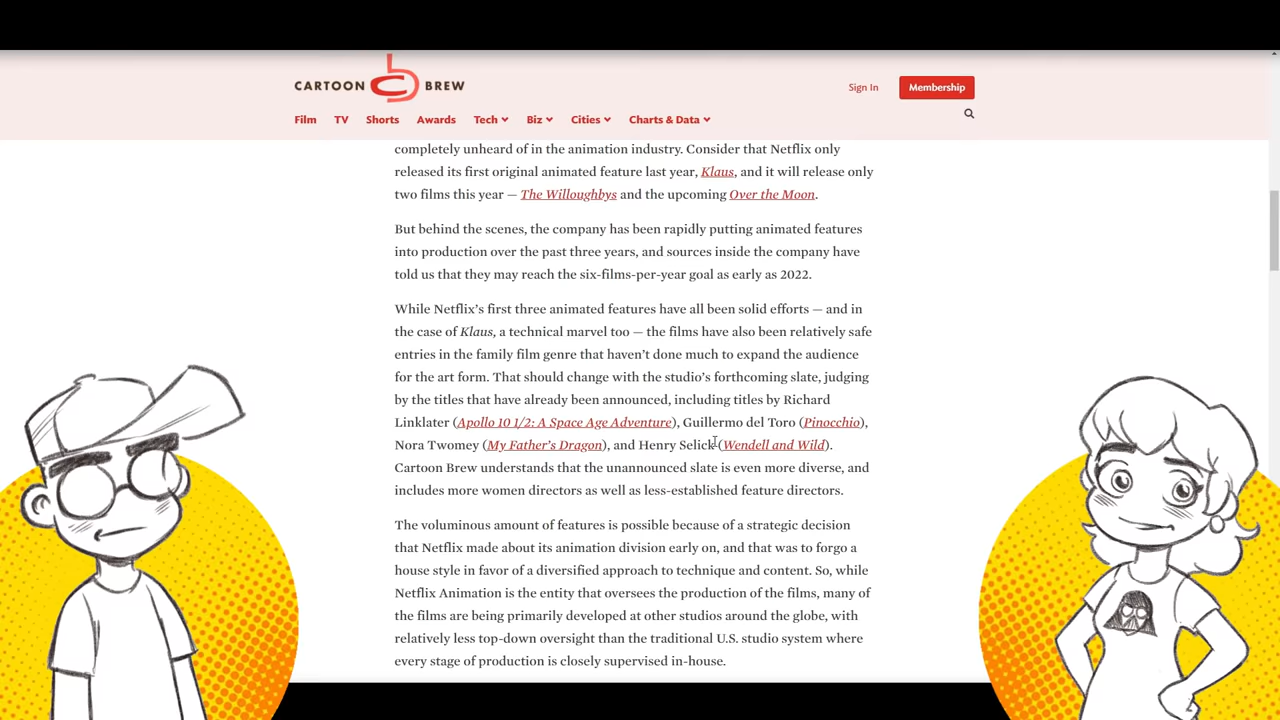 CARTOON BREW
Sign In
Membership
Film TV Shorts Awards Tech Biz Cities Charts & Data
completely unheard of in the animation industry. Consider that Netflix only
released its first original animated feature last year, Klaus, and it will release only
two films this year — The Willoughbys and the upcoming Over the Moon.
But behind the scenes, the company has been rapidly putting animated features
into production over the past three years, and sources inside the company have
told us that they may reach the six-films-per-year goal as early as 2022.
While Netflix’s first three animated features have all been solid efforts — and in
the case of Klaus, a technical marvel too — the films have also been relatively safe
entries in the family film genre that haven’t done much to expand the audience
for the art form. That should change with the studio’s forthcoming slate, judging
by the titles that have already been announced, including titles by Richard
Linklater (Apollo 10 1/2: A Space Age Adventure), Guillermo del Toro (Pinocchio),
Nora Twomey (My Father’s Dragon), and Henry Selick (Wendell and Wild).
Cartoon Brew understands that the unannounced slate is even more diverse, and
includes more women directors as well as less-established feature directors.
The voluminous amount of features is possible because of a strategic decision
that Netflix made about its animation division early on, and that was to forgo a
house style in favor of a diversified approach to technique and content. So, while
Netflix Animation is the entity that oversees the production of the films, many of
the films are being primarily developed at other studios around the globe, with
relatively less top-down oversight than the traditional U.S. studio system where
every stage of production is closely supervised in-house.